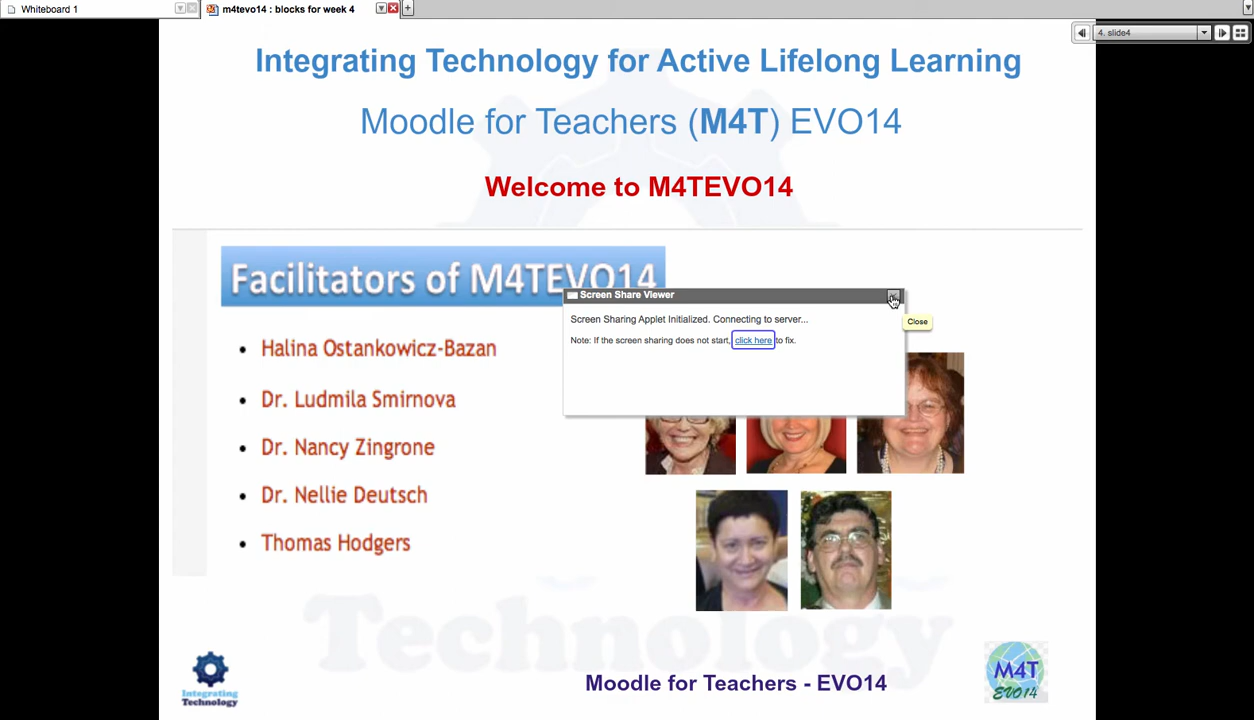 Whiteboard 1
m4tevo14 : blocks for week 4
4. slide4
Integrating Technology for Active Lifelong Learning
Moodle for Teachers (M4T) EVO14
Welcome to M4TEVO14
Facilitators of M4TEVO14
Screen Share Viewer
Screen Sharing Applet Initialized. Connecting to server...
Close
Note: If the screen sharing does not start, click here to fix.
• Halina Ostankowicz-Bazan
• Dr. Ludmila Smirnova
• Dr. Nancy Zingrone
• Dr. Nellie Deutsch
• Thomas Hodgers
Technology
Integrating
Technology
Moodle for Teachers - EVO14
M4T
EVO14